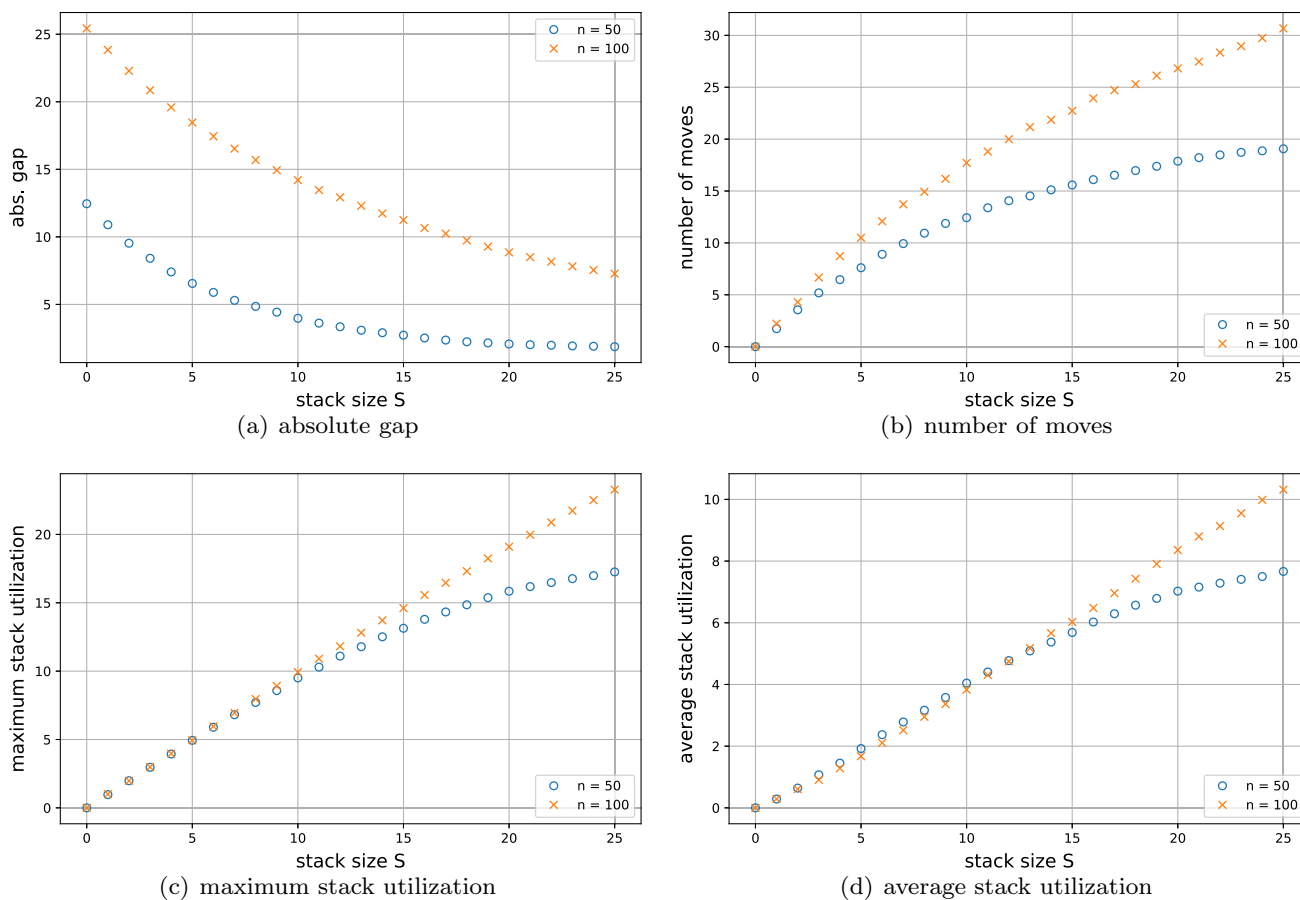 abs. gap
25
20
15
10
5
n = 50
n = 100
0 5 10 15 20 25
stack size S
(a) absolute gap
number of moves
30
25
20
15
10
5
0
n = 50
n = 100
0 5 10 15 20 25
stack size S
(b) number of moves
maximum stack utilization
20
15
10
5
0
n = 50
n = 100
0 5 10 15 20 25
stack size S
(c) maximum stack utilization
average stack utilization
10
8
6
4
2
0
n = 50
n = 100
0 5 10 15 20 25
stack size S
(d) average stack utilization